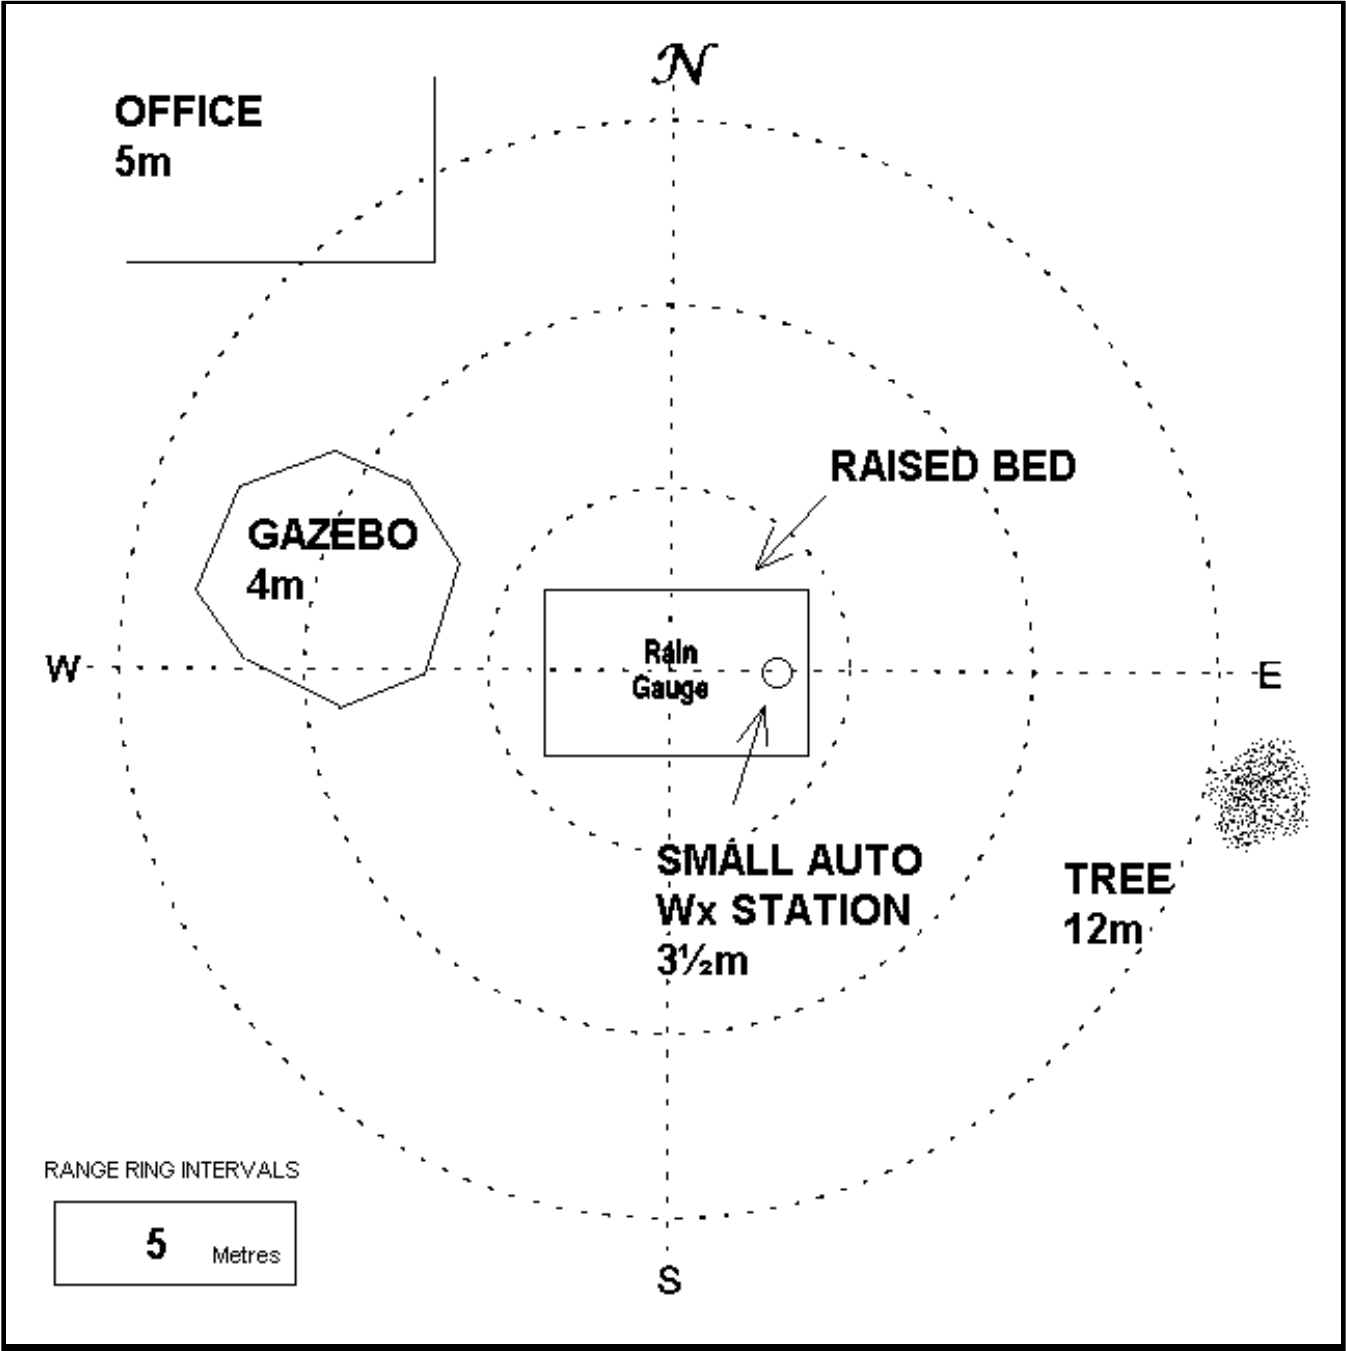 N
OFFICE
5m
RAISED BED
GAZEBO
4m
Rain
Gauge
W
E
SMALL AUTO
Wx STATION
3½m
TREE
12m
RANGE RING INTERVALS
5 Metres
S